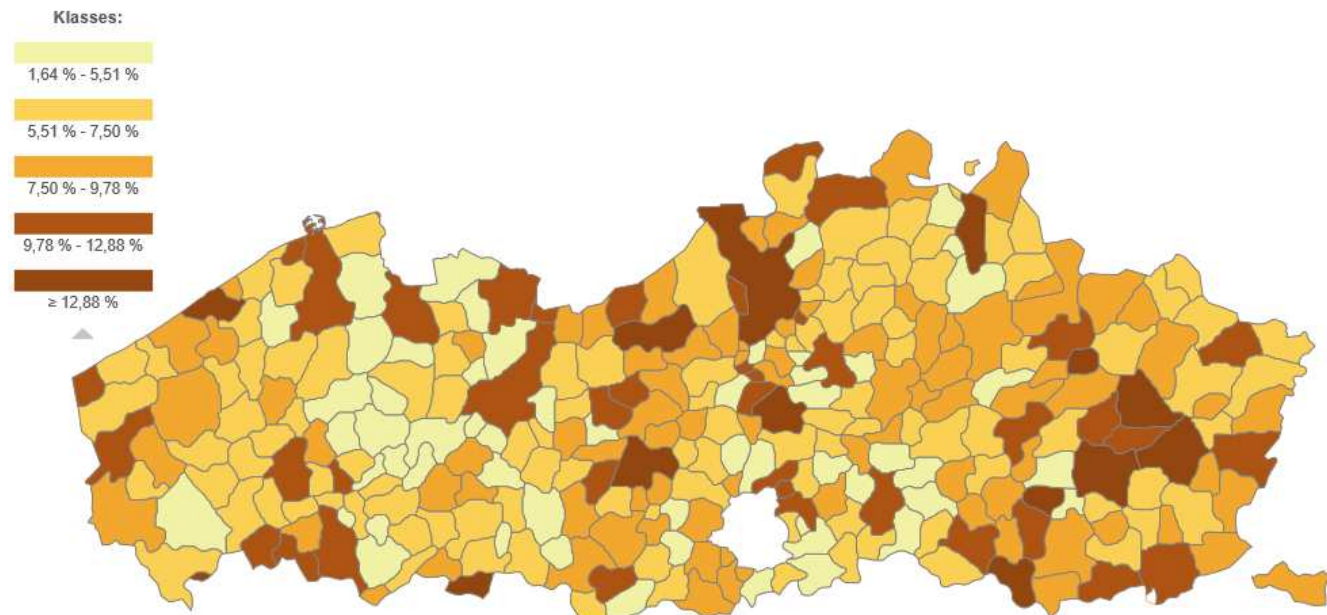 Klasses:
1,64 % - 5,51 %
5,51 % - 7,50 %
7,50 % - 9,78 %
9,78 % - 12,88 %
≥ 12,88 %